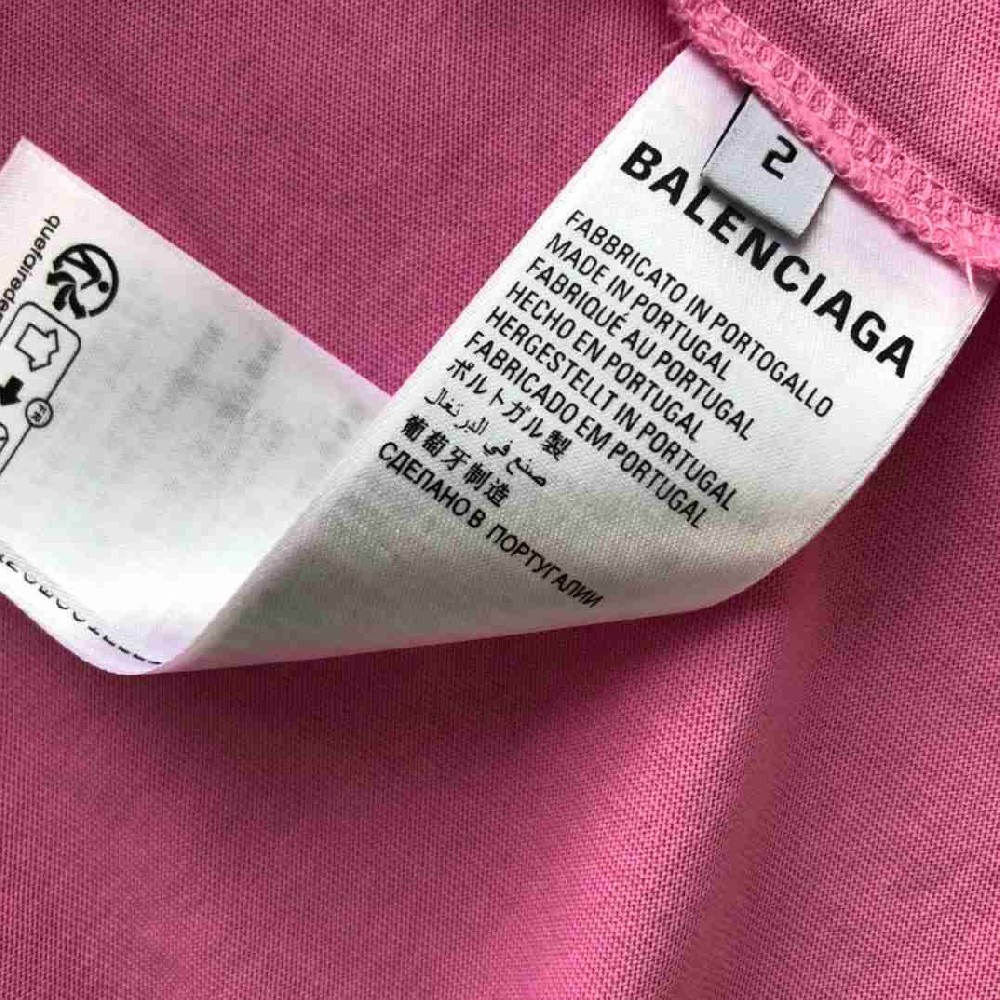 2
BALENCIAGA
FABBRICATO IN PORTOGALLO
MADE IN PORTUGAL
FABRIQUÉ AU PORTUGAL
HECHO EN PORTUGAL
HERGESTELLT IN PORTUGAL
FABRICADO EM PORTUGAL
ポルトガル製
صنع في البرتغال
葡萄牙制造
СДЕЛАНО В ПОРТУГАЛИИ
FR